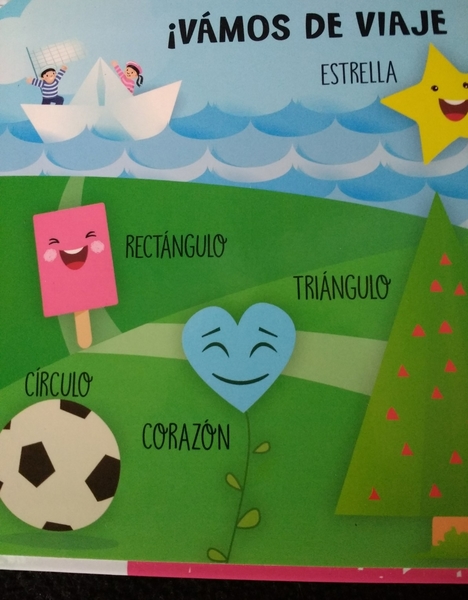 ¡VÁMOS DE VIAJE
ESTRELLA
RECTÁNGULO
TRIÁNGULO
CÍRCULO
CORAZÓN